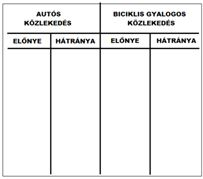 AUTÓS BICIKLIS GYALOGOS
KÖZLEKEDÉS KÖZLEKEDÉS
ELŐNYE HÁTRÁNYA ELŐNYE HÁTRÁNYA